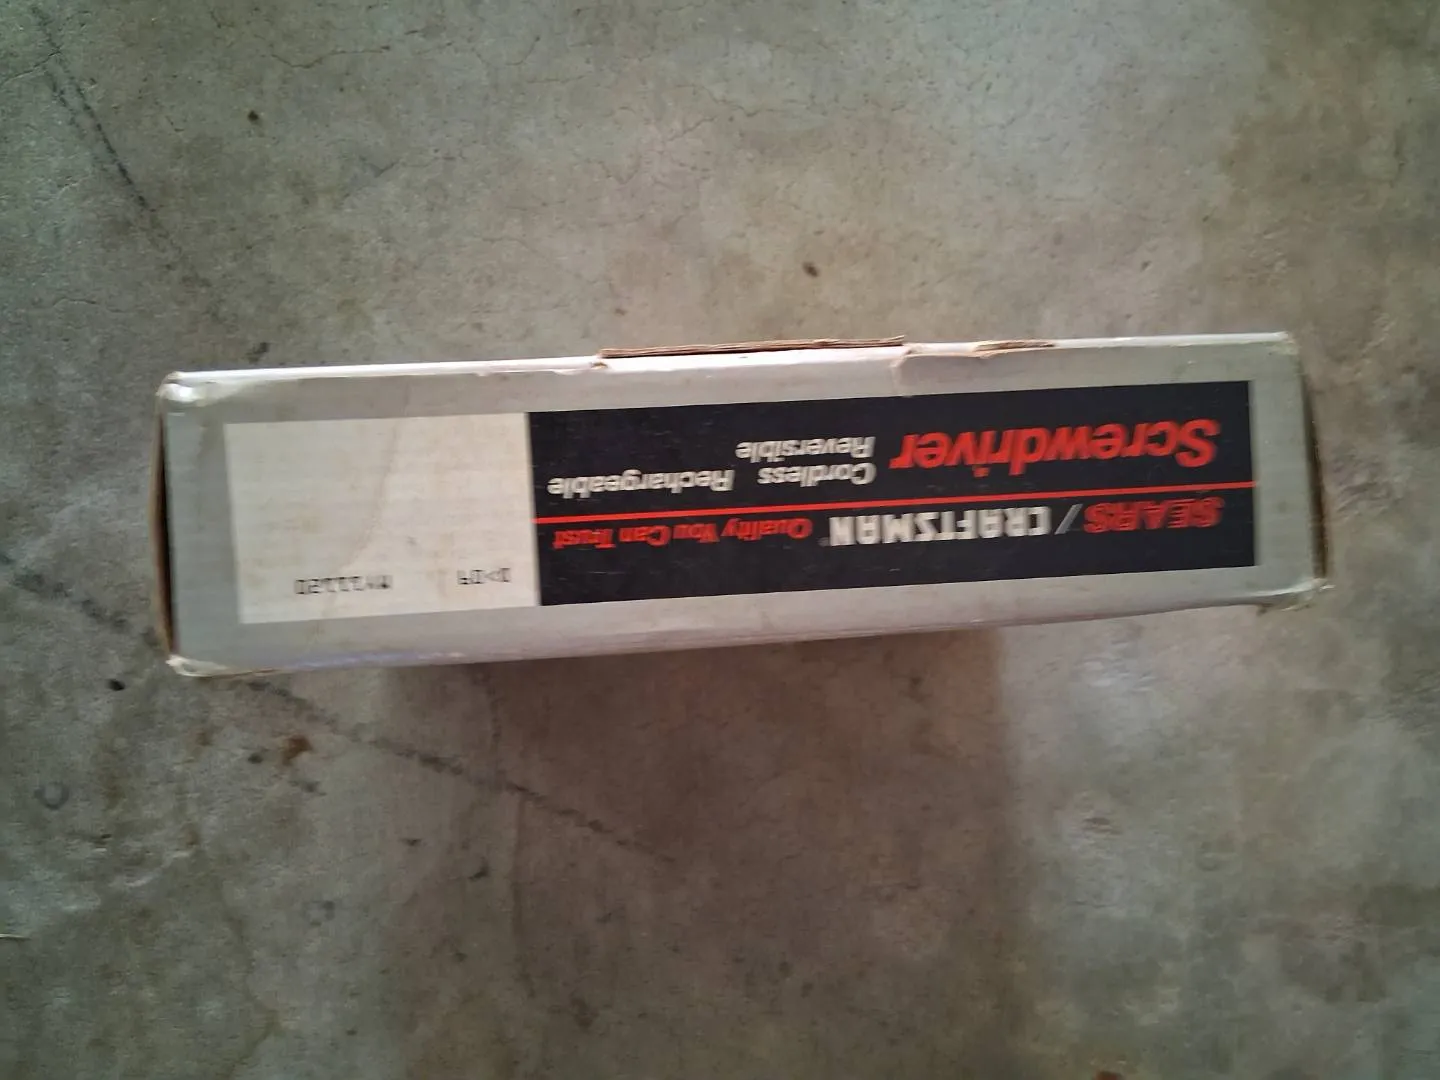 SEARS / CRAFTSMAN® Quality You Can Trust
Screwdriver
Cordless Rechargeable
Reversible